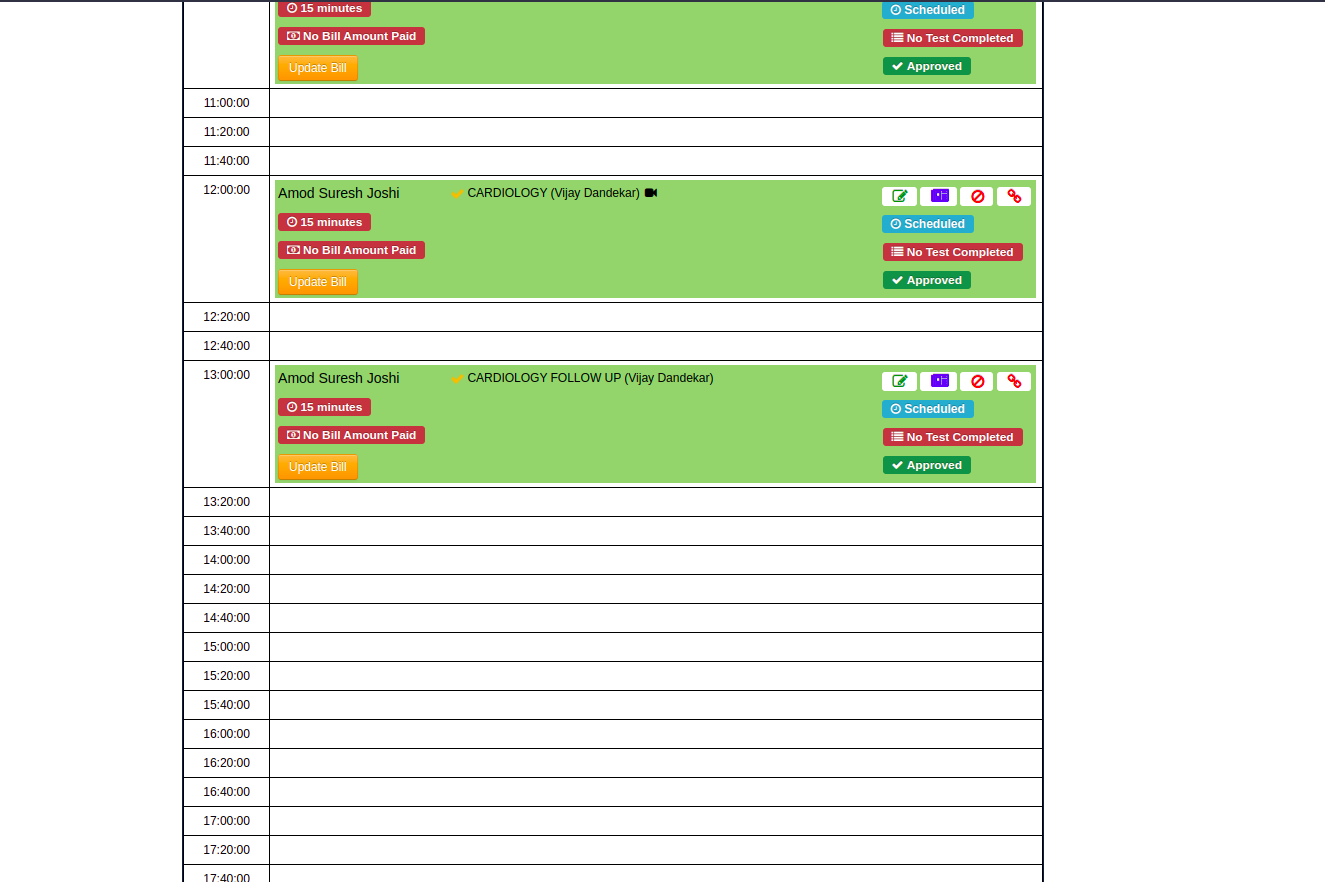 15 minutes Scheduled
No Bill Amount Paid No Test Completed
Update Bill Approved
11:00:00
11:20:00
11:40:00
12:00:00 Amod Suresh Joshi CARDIOLOGY (Vijay Dandekar)
15 minutes Scheduled
No Bill Amount Paid No Test Completed
Update Bill Approved
12:20:00
12:40:00
13:00:00 Amod Suresh Joshi CARDIOLOGY FOLLOW UP (Vijay Dandekar)
15 minutes Scheduled
No Bill Amount Paid No Test Completed
Update Bill Approved
13:20:00
13:40:00
14:00:00
14:20:00
14:40:00
15:00:00
15:20:00
15:40:00
16:00:00
16:20:00
16:40:00
17:00:00
17:20:00
17:40:00